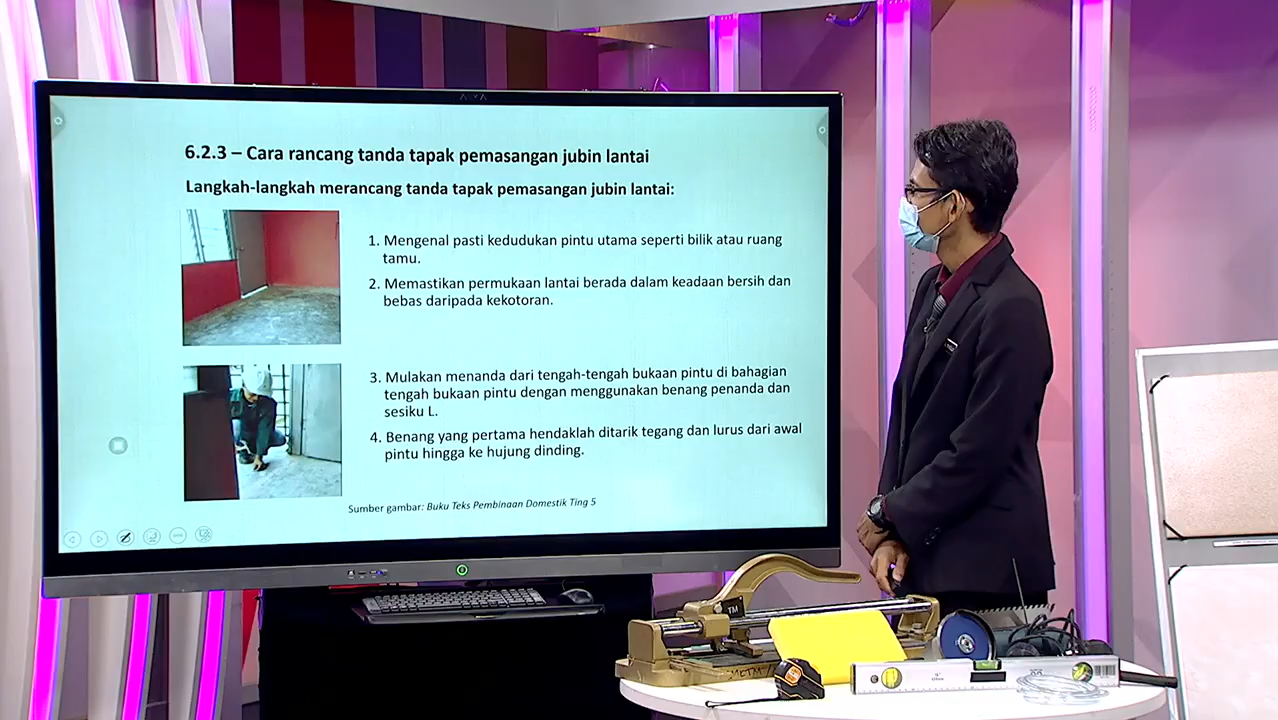 6.2.3 – Cara rancang tanda tapak pemasangan jubin lantai
Langkah-langkah merancang tanda tapak pemasangan jubin lantai:
1. Mengenal pasti kedudukan pintu utama seperti bilik atau ruang
tamu.
2. Memastikan permukaan lantai berada dalam keadaan bersih dan
bebas daripada kekotoran.
3. Mulakan menanda dari tengah-tengah bukaan pintu di bahagian
tengah bukaan pintu dengan menggunakan benang penanda dan
sesiku L.
4. Benang yang pertama hendaklah ditarik tegang dan lurus dari awal
pintu hingga ke hujung dinding.
Sumber gambar: Buku Teks Pembinaan Domestik Ting 5
TM